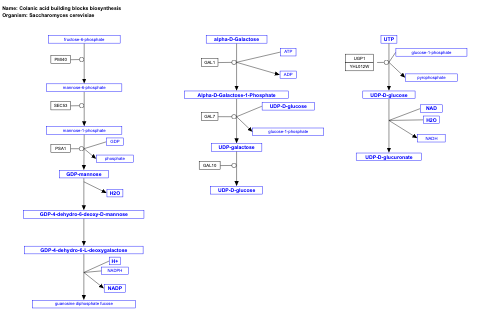 Name: Colanic acid building blocks biosynthesis
Organism: Saccharomyces cerevisiae
fructose-6-phosphate
PMI40
mannose-6-phosphate
SEC53
mannose-1-phosphate
PSA1
GDP
phosphate
GDP-mannose
H2O
GDP-4-dehydro-6-deoxy-D-mannose
GDP-4-dehydro-6-L-deoxygalactose
H+
NADPH
NADP
guanosine diphosphate fucose
alpha-D-Galactose
GAL1
ATP
ADP
Alpha-D-Galactose-1-Phosphate
GAL7
UDP-D-glucose
glucose-1-phosphate
UDP-galactose
GAL10
UDP-D-glucose
UTP
UGP1
YHL012W
glucose-1-phosphate
pyrophosphate
UDP-D-glucose
NAD
H2O
NADH
UDP-D-glucuronate